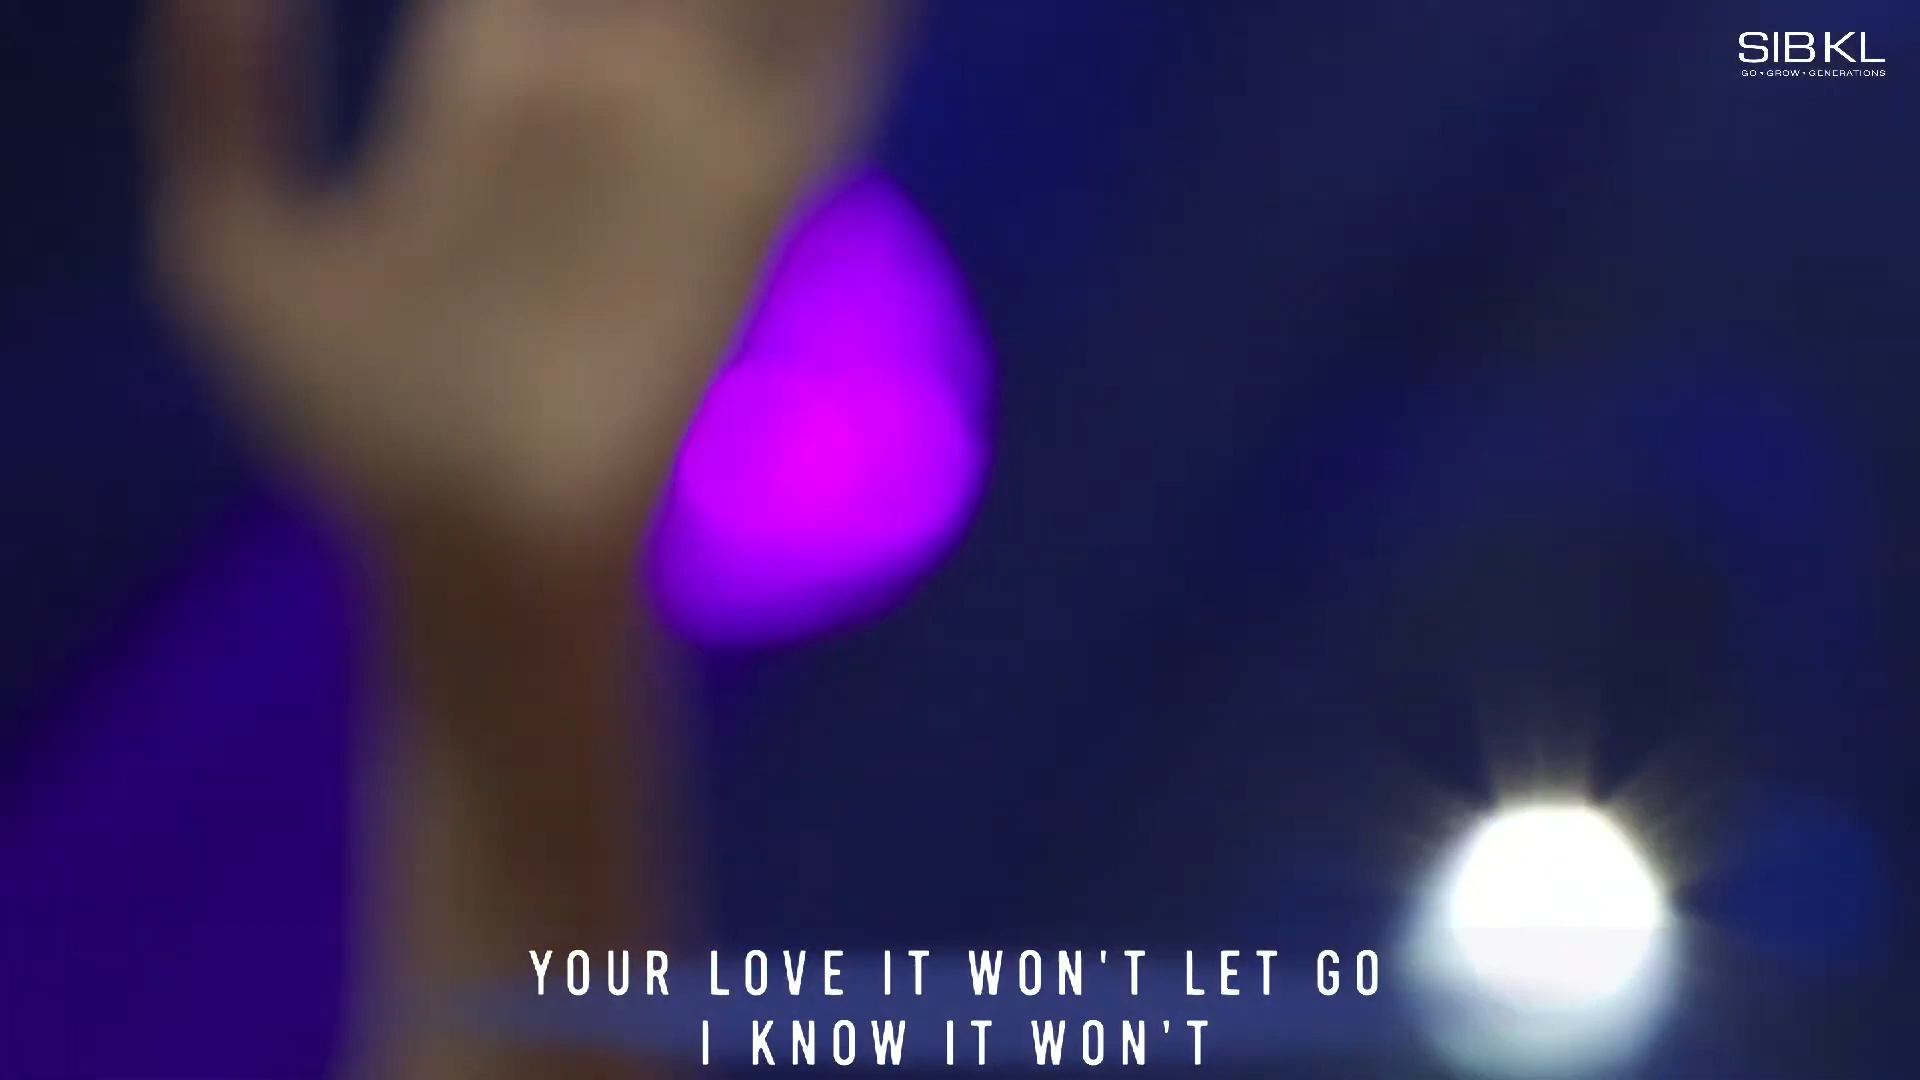 SIBKL
GO • GROW • GENERATIONS
YOUR LOVE IT WON'T LET GO
I KNOW IT WON'T